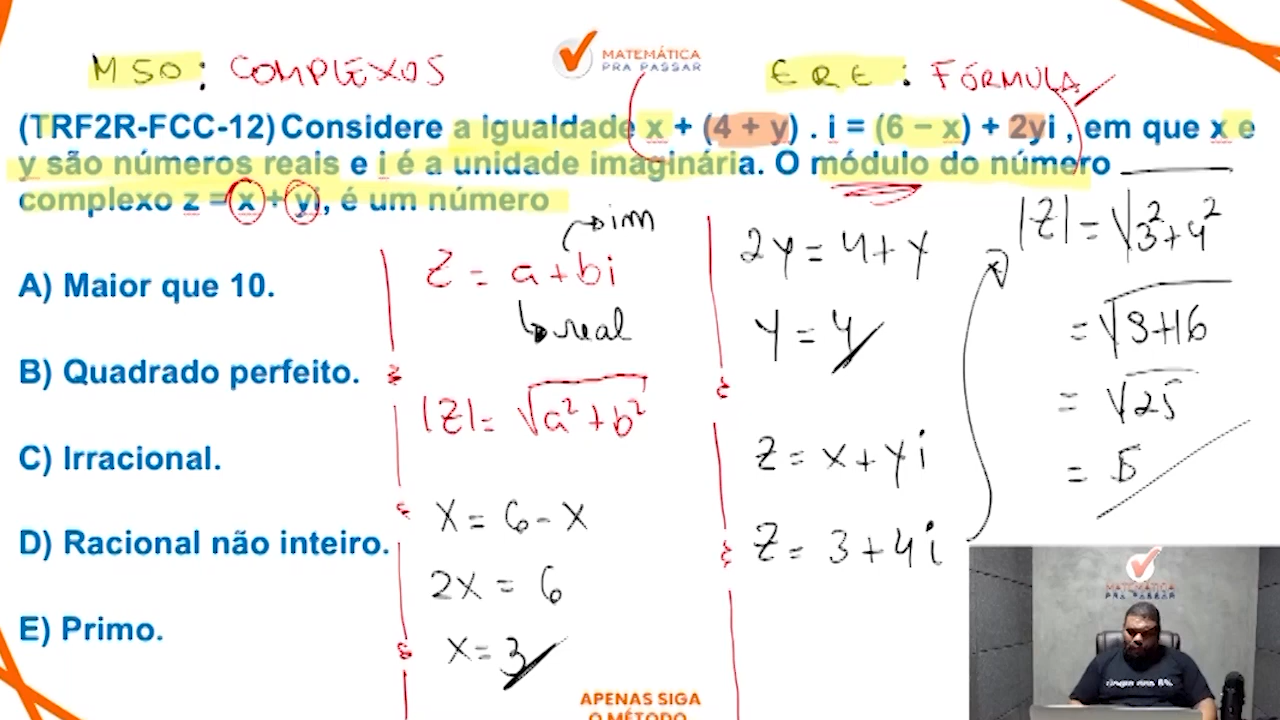 MSO: COMPLEXOS
MATEMÁTICA
PRA PASSAR
ERE: FÓRMULA
(TRF2R-FCC-12) Considere a igualdade x + (4 + y) . i = (6 − x) + 2yi , em que x e
y são números reais e i é a unidade imaginária. O módulo do número
complexo z = x + yi, é um número
A) Maior que 10.
B) Quadrado perfeito.
C) Irracional.
D) Racional não inteiro.
E) Primo.
im
Z = a + bi
real
|Z| = √a² + b²
X = 6 - X
2X = 6
X = 3
2y = 4 + y
y = 4
Z = X + yi
Z = 3 + 4i
|Z| = √3² + 4²
= √9+16
= √25
= 5
MATEMÁTICA
PRA PASSAR
APENAS SIGA
O MÉTODO